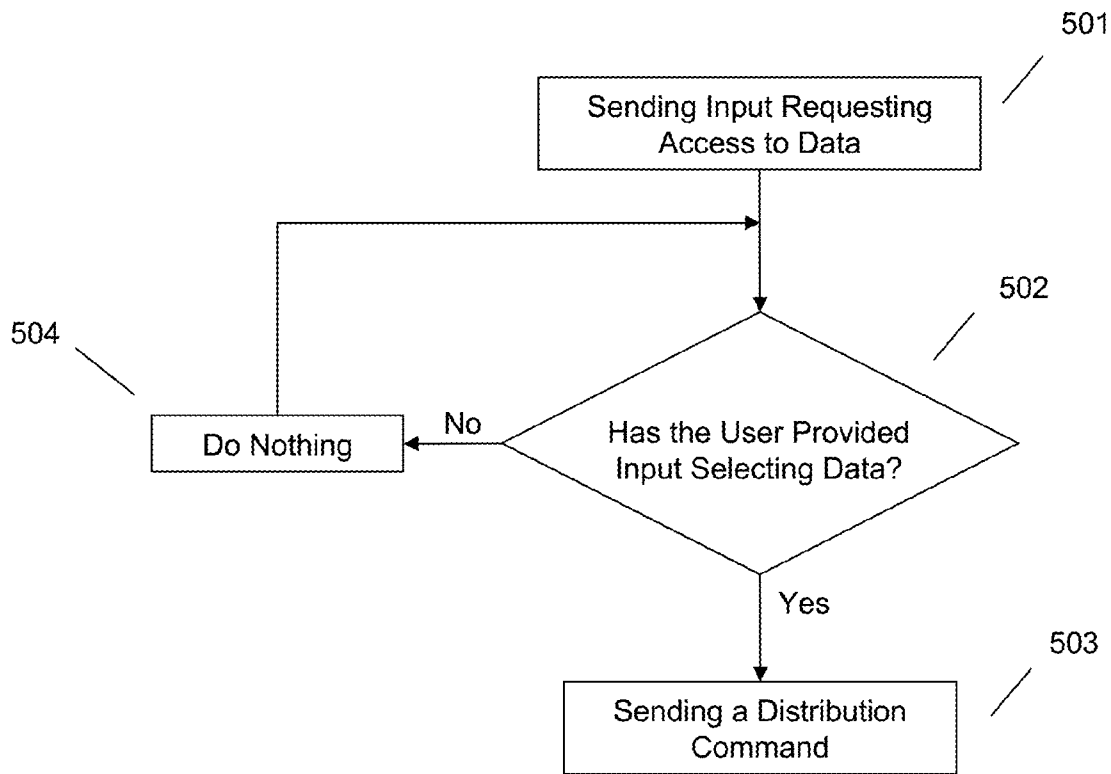 501
Sending Input Requesting
Access to Data
502
504
Has the User Provided
Input Selecting Data?
No
Do Nothing
Yes
503
Sending a Distribution
Command